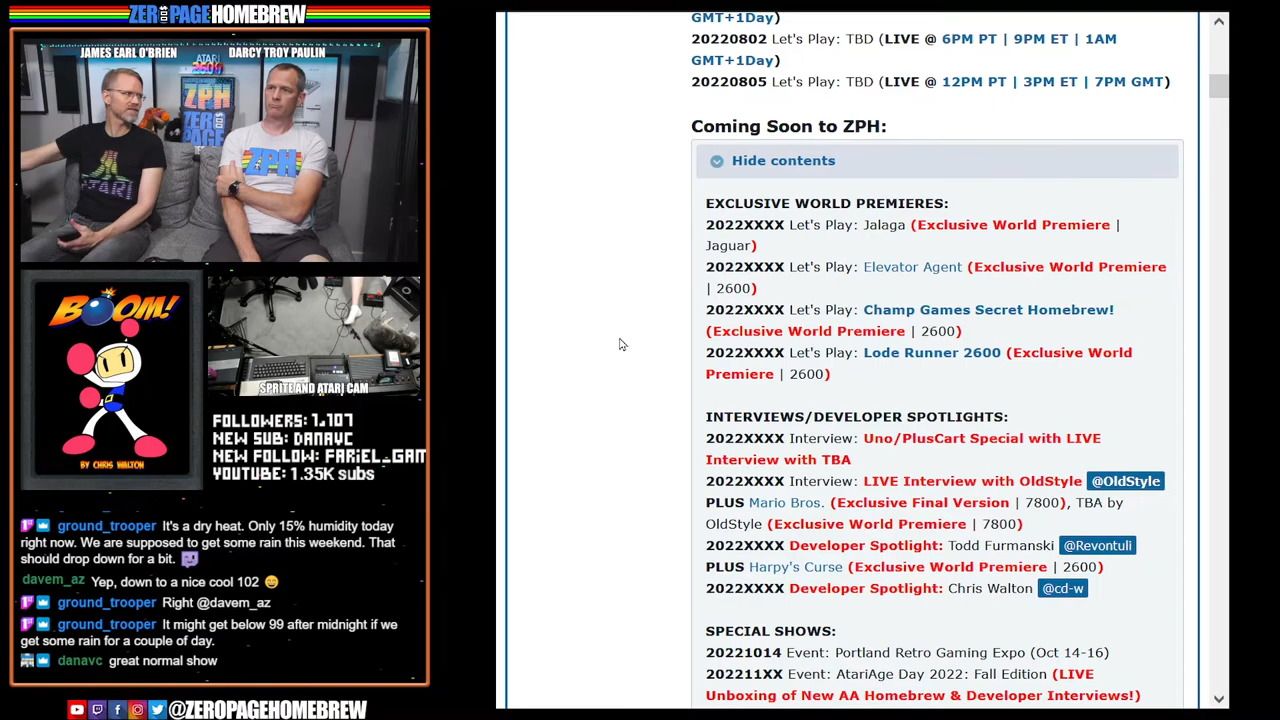 ZEROPAGEHOMEBREW
JAMES EARL O'BRIEN
DARCY TROY PAULIN
ATARI
2600
ZPH
ZERO
PAGE
ATARI
ZPH
BOOM!
BY CHRIS WALTON
SPRITE AND ATARI CAM
FOLLOWERS: 1,107
NEW SUB: DANAVC
NEW FOLLOW: FARIEL_GAM
YOUTUBE: 1.35K subs
ground_trooper It's a dry heat. Only 15% humidity today
right now. We are supposed to get some rain this weekend. That
should drop down for a bit.
davem_az Yep, down to a nice cool 102
ground_trooper Right @davem_az
ground_trooper It might get below 99 after midnight if we
get some rain for a couple of day.
danavc great normal show
@ZEROPAGEHOMEBREW
GMT+1Day)
20220802 Let's Play: TBD (LIVE @ 6PM PT | 9PM ET | 1AM
GMT+1Day)
20220805 Let's Play: TBD (LIVE @ 12PM PT | 3PM ET | 7PM GMT)
Coming Soon to ZPH:
Hide contents
EXCLUSIVE WORLD PREMIERES:
2022XXXX Let's Play: Jalaga (Exclusive World Premiere |
Jaguar)
2022XXXX Let's Play: Elevator Agent (Exclusive World Premiere
| 2600)
2022XXXX Let's Play: Champ Games Secret Homebrew!
(Exclusive World Premiere | 2600)
2022XXXX Let's Play: Lode Runner 2600 (Exclusive World
Premiere | 2600)
INTERVIEWS/DEVELOPER SPOTLIGHTS:
2022XXXX Interview: Uno/PlusCart Special with LIVE
Interview with TBA
2022XXXX Interview: LIVE Interview with OldStyle @OldStyle
PLUS Mario Bros. (Exclusive Final Version | 7800), TBA by
OldStyle (Exclusive World Premiere | 7800)
2022XXXX Developer Spotlight: Todd Furmanski @Revontuli
PLUS Harpy's Curse (Exclusive World Premiere | 2600)
2022XXXX Developer Spotlight: Chris Walton @cd-w
SPECIAL SHOWS:
20221014 Event: Portland Retro Gaming Expo (Oct 14-16)
202211XX Event: AtariAge Day 2022: Fall Edition (LIVE
Unboxing of New AA Homebrew & Developer Interviews!)